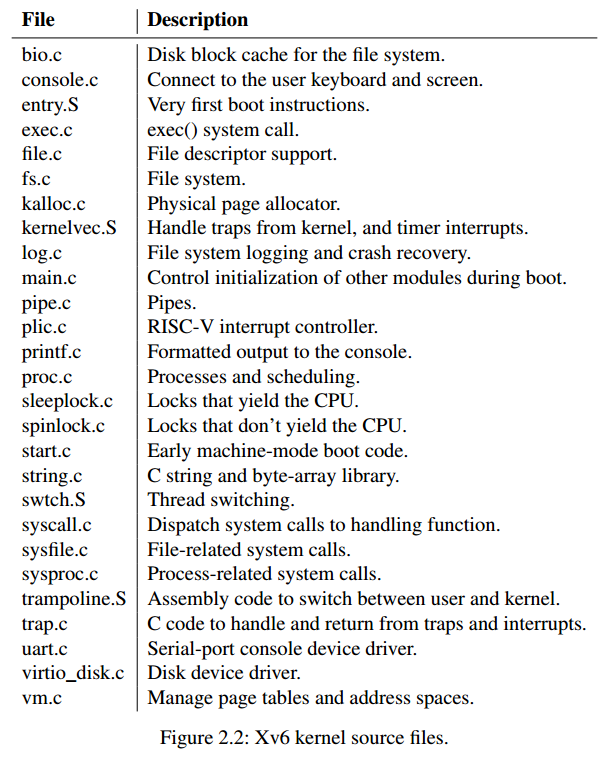 File Description
bio.c Disk block cache for the file system.
console.c Connect to the user keyboard and screen.
entry.S Very first boot instructions.
exec.c exec() system call.
file.c File descriptor support.
fs.c File system.
kalloc.c Physical page allocator.
kernelvec.S Handle traps from kernel, and timer interrupts.
log.c File system logging and crash recovery.
main.c Control initialization of other modules during boot.
pipe.c Pipes.
plic.c RISC-V interrupt controller.
printf.c Formatted output to the console.
proc.c Processes and scheduling.
sleeplock.c Locks that yield the CPU.
spinlock.c Locks that don’t yield the CPU.
start.c Early machine-mode boot code.
string.c C string and byte-array library.
swtch.S Thread switching.
syscall.c Dispatch system calls to handling function.
sysfile.c File-related system calls.
sysproc.c Process-related system calls.
trampoline.S Assembly code to switch between user and kernel.
trap.c C code to handle and return from traps and interrupts.
uart.c Serial-port console device driver.
virtio_disk.c Disk device driver.
vm.c Manage page tables and address spaces.
Figure 2.2: Xv6 kernel source files.